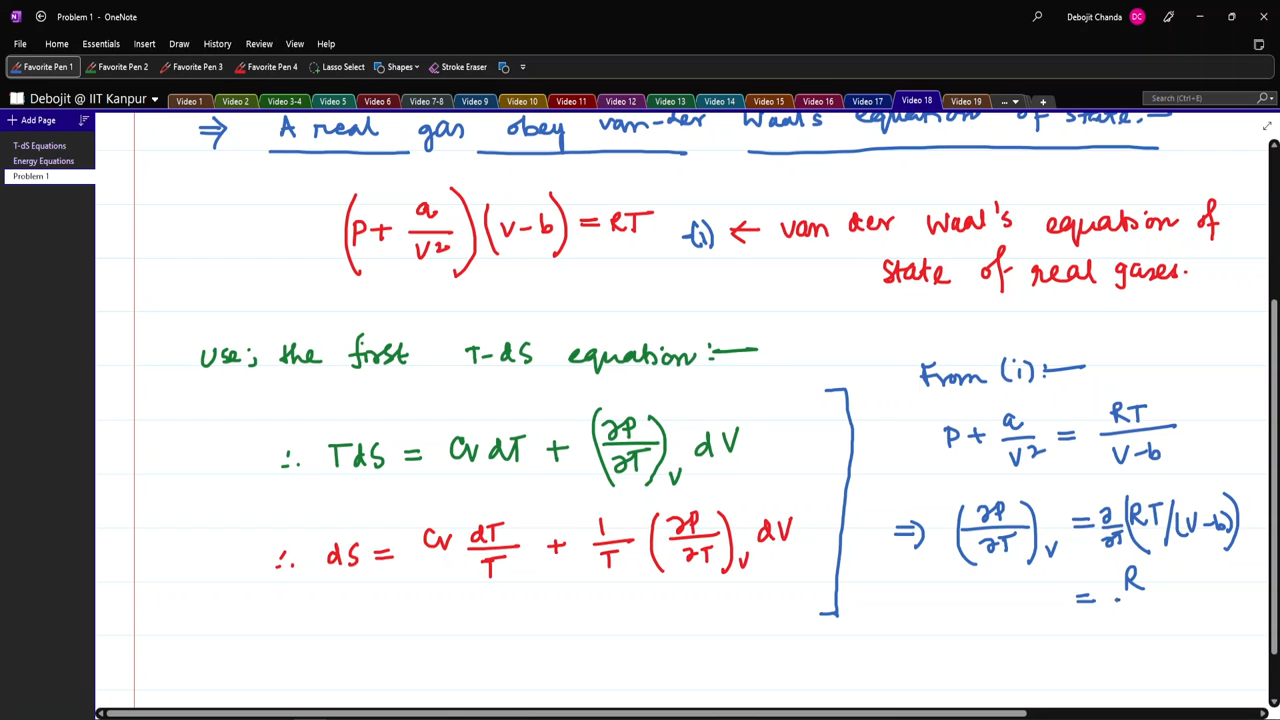 Problem 1 - OneNote
Debojit Chanda DC
File Home Essentials Insert Draw History Review View Help
Favorite Pen 1 Favorite Pen 2 Favorite Pen 3 Favorite Pen 4 Lasso Select Shapes Stroke Eraser
Debojit @ IIT Kanpur Video 1 Video 2 Video 3-4 Video 5 Video 6 Video 7-8 Video 9 Video 10 Video 11 Video 12 Video 13 Video 14 Video 15 Video 16 Video 17 Video 18 Video 19 ... + Search (Ctrl+E)
+ Add Page
T-dS Equations
Energy Equations
Problem 1
⇒ A real gas obey van-der Waal's equation of state:-
(P + a/V²)(V-b) = RT -(i) ← van der Waal's equation of
state of real gases.
Use; the first T-dS equation:-
∴ TdS = Cv dT + (∂P/∂T)_V dV
∴ dS = Cv dT/T + 1/T (∂P/∂T)_V dV
From (i):-
P + a/V² = RT/V-b
⇒ (∂P/∂T)_V = ∂/∂T (RT/(V-b))
= R